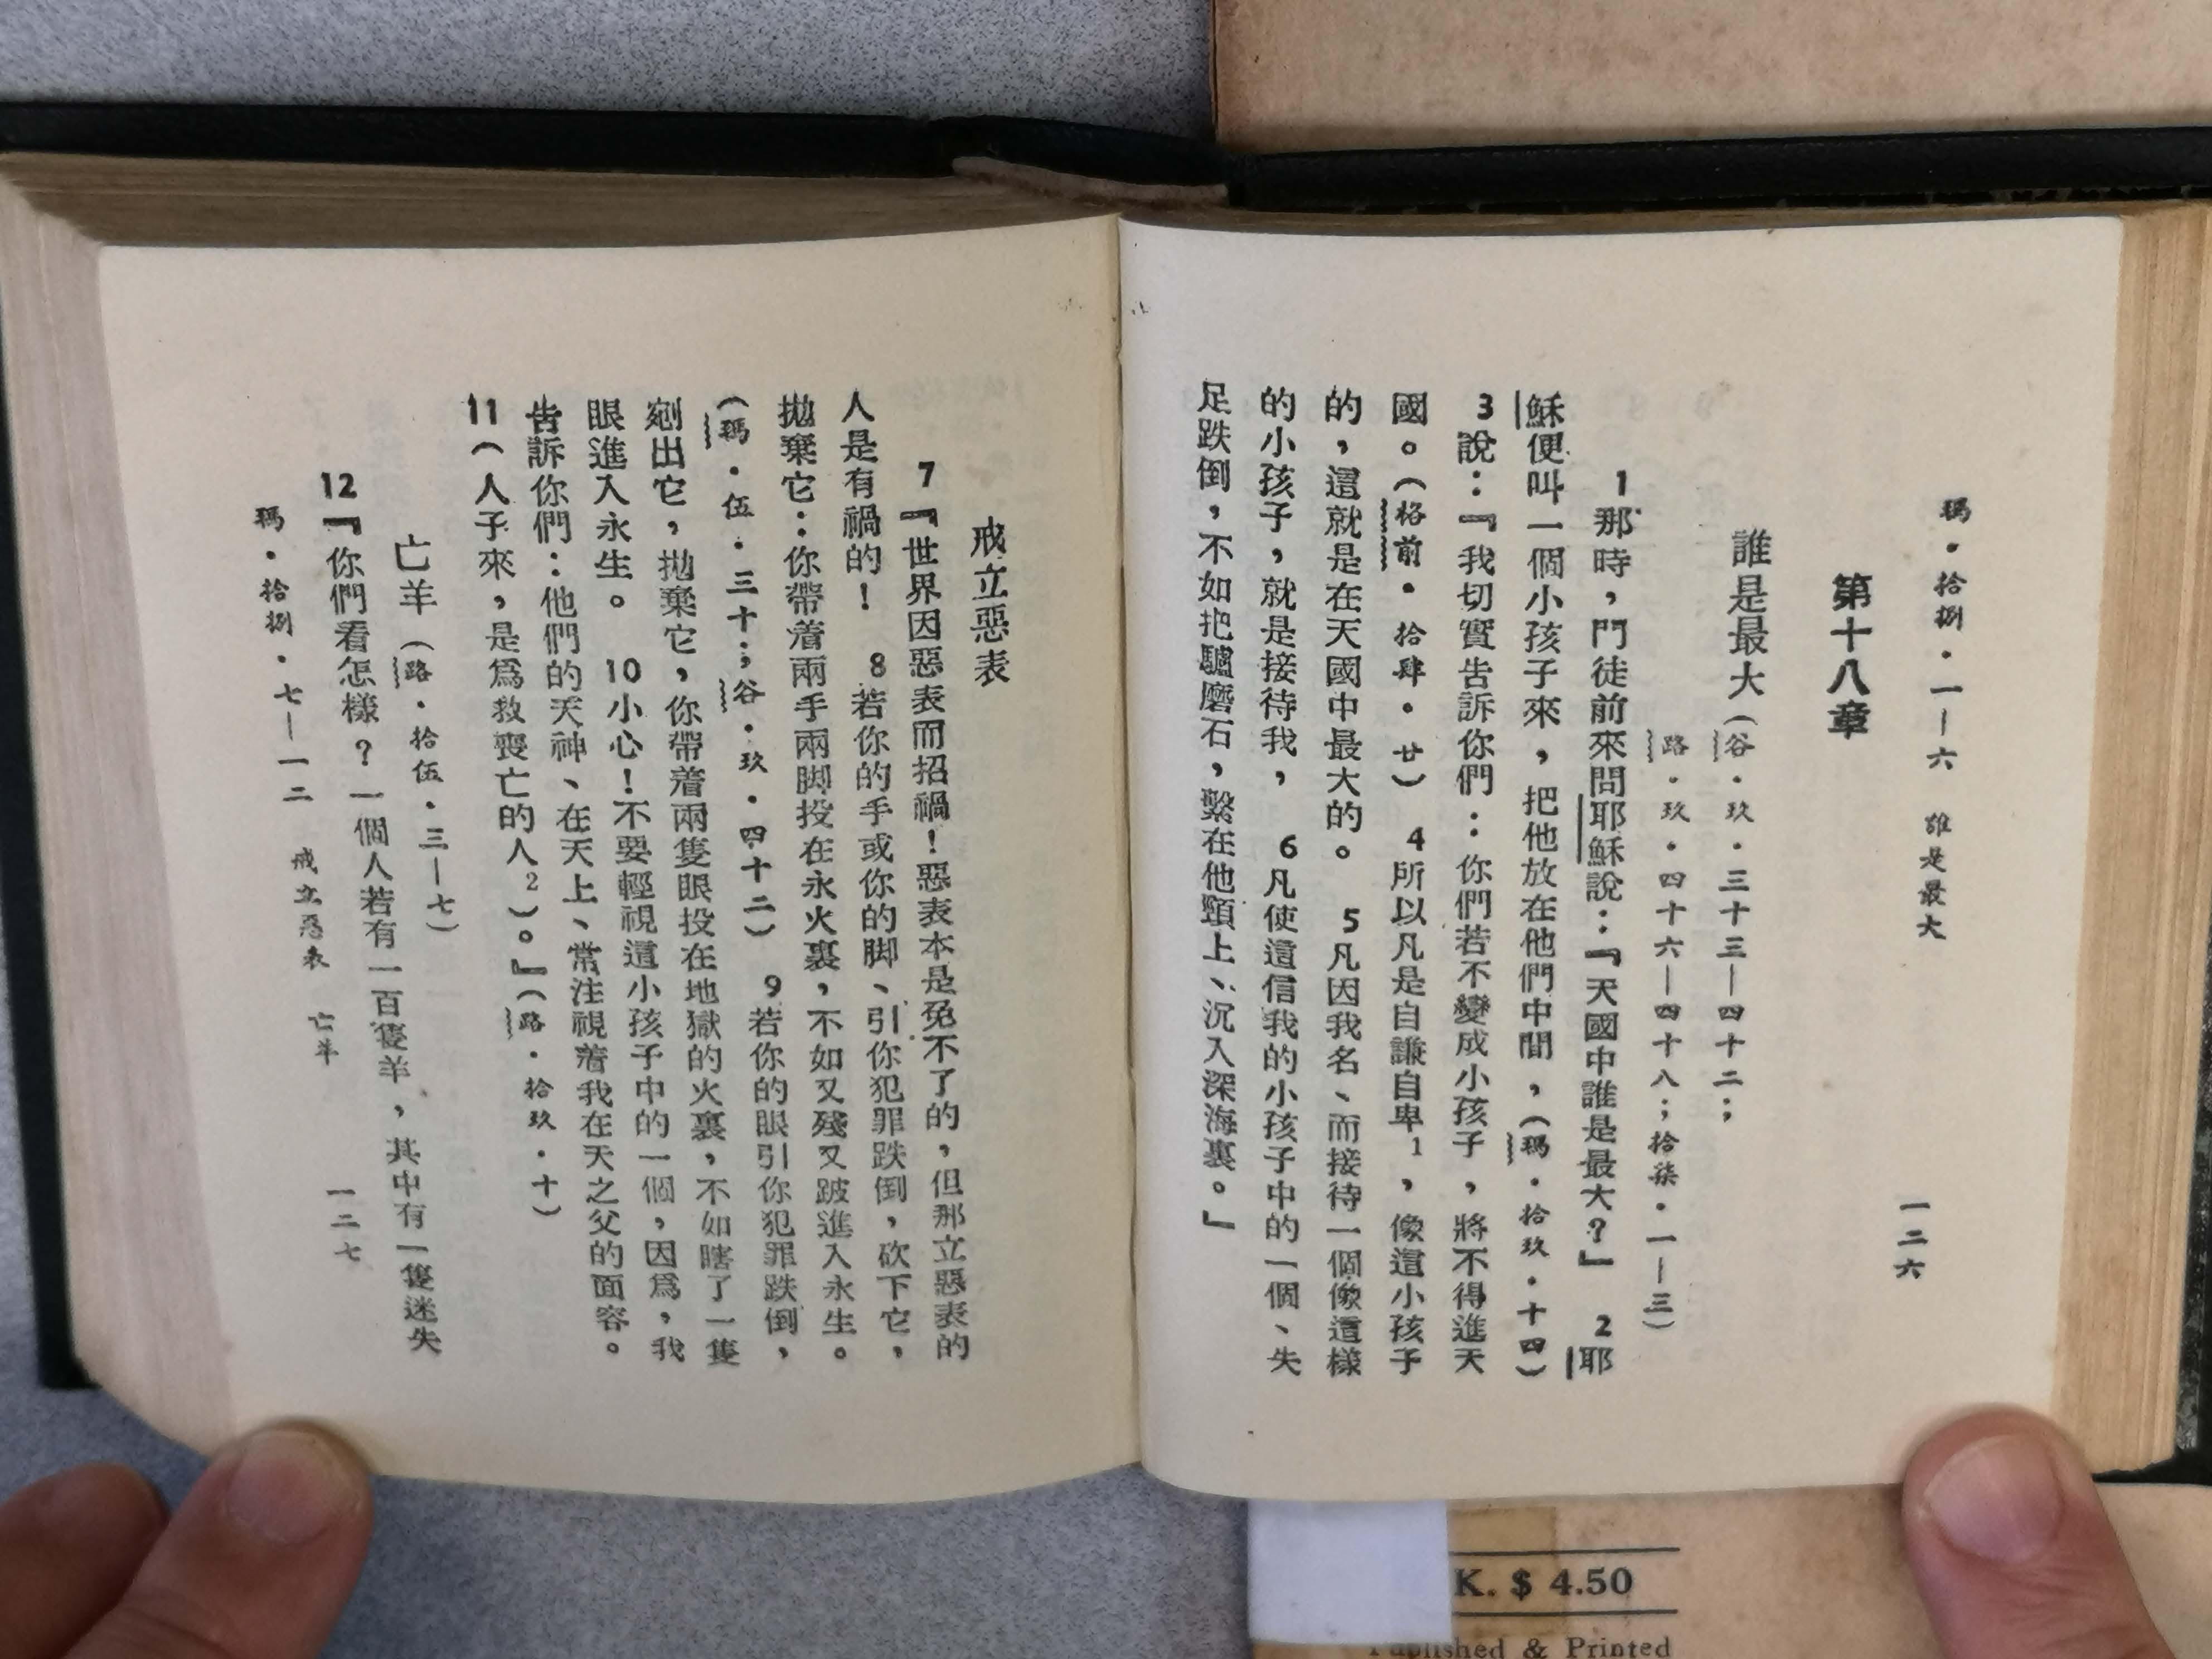 瑪・拾捌・一—六　誰是最大　一二六
第十八章
誰是最大（谷・玖・三十三—四十二；
路・玖・四十六—四十八；拾柒・一—三）
1那時，門徒前來問耶穌說：『天國中誰是最大？』　2耶
穌便叫一個小孩子來，把他放在他們中間，（瑪・拾玖・十四）
3說：『我切實告訴你們：你們若不變成小孩子，將不得進天
國。（格前・拾肆・廿）　4所以凡是自謙自卑1，像這小孩子
的，這就是在天國中最大的。　5凡因我名、而接待一個像這樣
的小孩子，就是接待我，　6凡使這信我的小孩子中的一個、失
足跌倒，不如把驢磨石，繫在他頸上、沉入深海裏。』
戒立惡表
7『世界因惡表而招禍！惡表本是免不了的，但那立惡表的
人是有禍的！　8若你的手或你的脚、引你犯罪跌倒，砍下它，
拋棄它：你帶着兩手兩脚投在永火裏，不如又殘又跛進入永生。
（瑪・伍・三十；谷・玖・四十二）　9若你的眼引你犯罪跌倒，
剜出它，拋棄它，你帶着兩隻眼投在地獄的火裏，不如瞎了一隻
眼進入永生。　10小心！不要輕視這小孩子中的一個，因爲，我
告訴你們：他們的天神、在天上、常注視着我在天之父的面容。
11（人子來，是爲救喪亡的人2）。』（路・拾玖・十）
亡羊（路・拾伍・三—七）
12『你們看怎樣？一個人若有一百隻羊，其中有一隻迷失
瑪・拾捌・七—一二　戒立惡表　亡羊　一二七
K. $ 4.50
Published & Printed